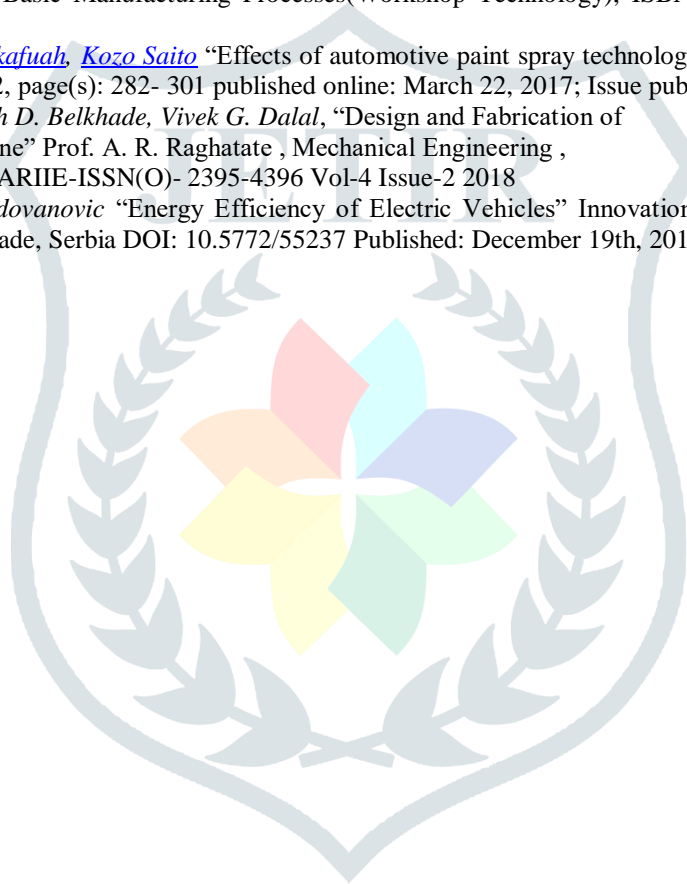 Basic Manufacturing Processes(Workshop Technology),
kafuah, Kozo Saito “Effects of automotive paint spray technolog
2, page(s): 282- 301 published online: March 22, 2017; Issue pub
h D. Belkhade, Vivek G. Dalal, “Design and Fabrication of
ne” Prof. A. R. Raghatate , Mechanical Engineering ,
ARIIE-ISSN(O)- 2395-4396 Vol-4 Issue-2 2018
dovanovic “Energy Efficiency of Electric Vehicles” Innovation
ade, Serbia DOI: 10.5772/55237 Published: December 19th, 201
JETIR